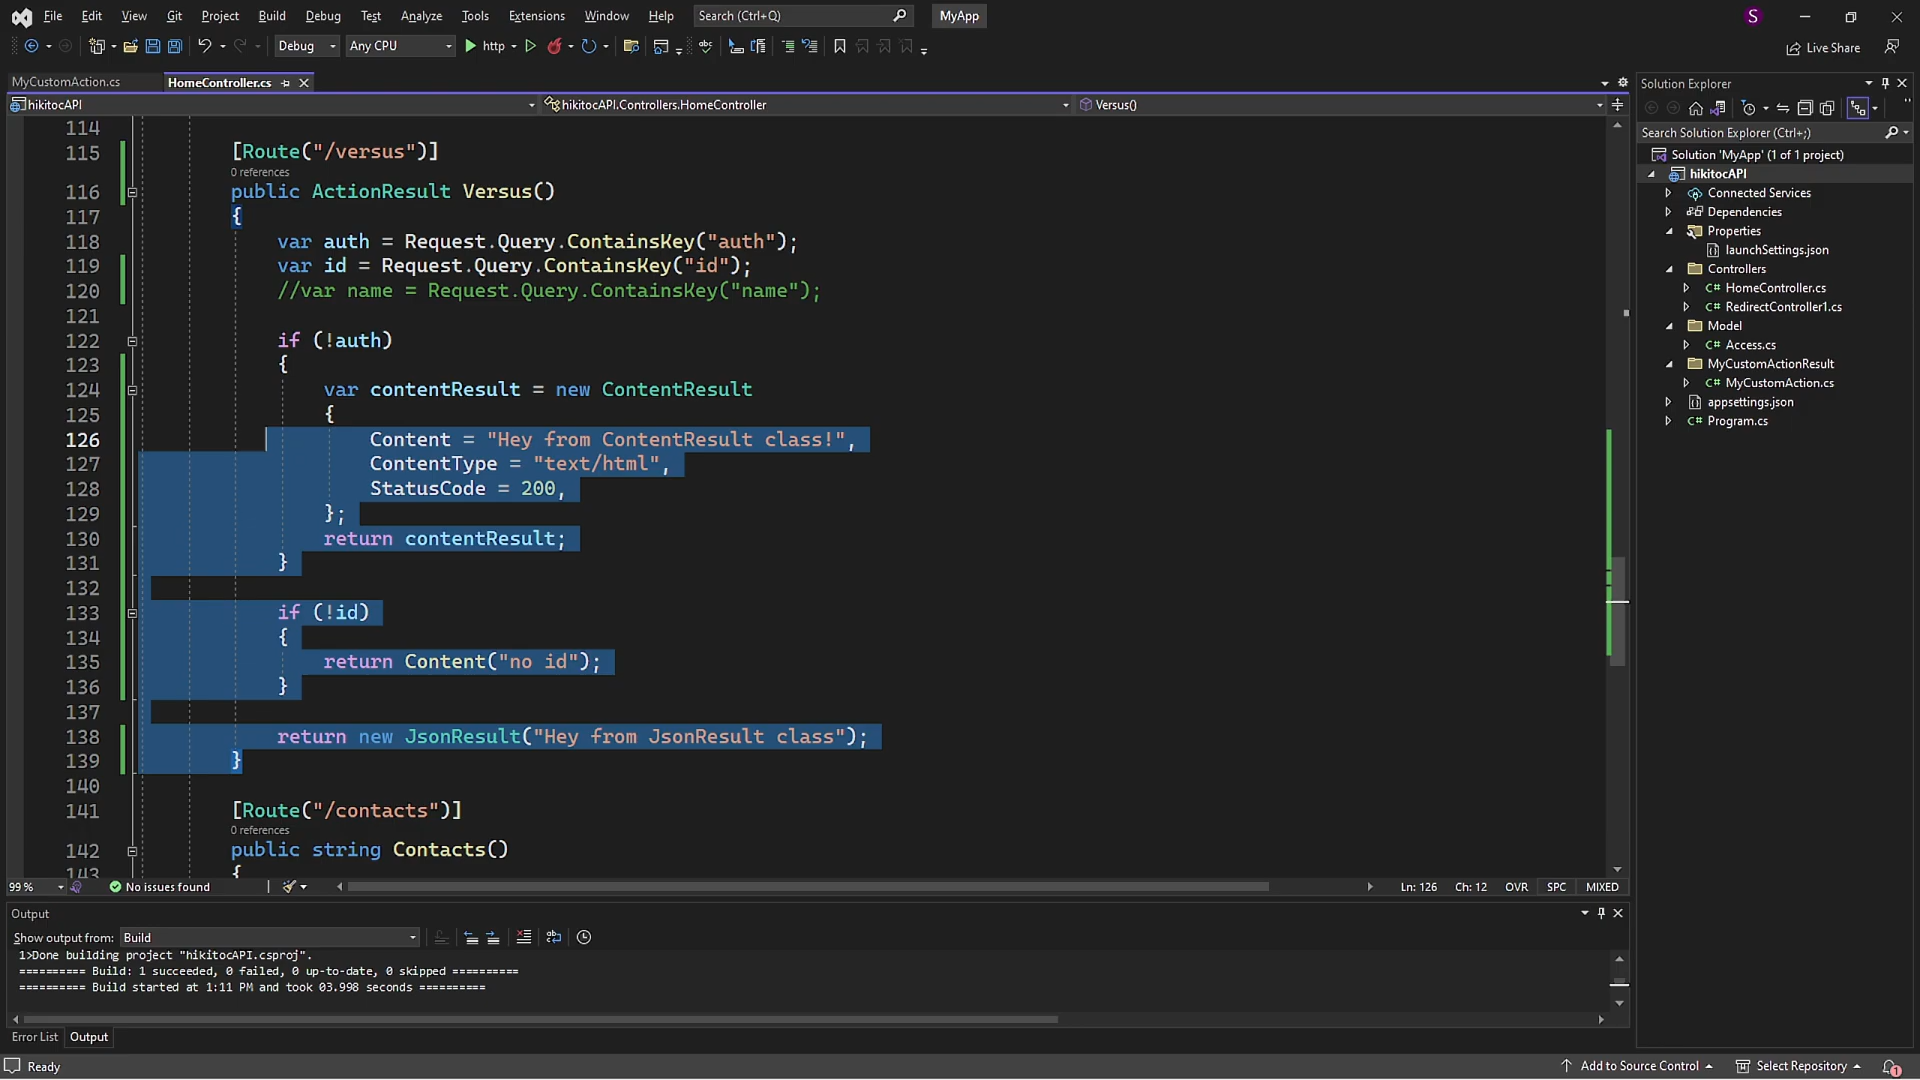 File Edit View Git Project Build Debug Test Analyze Tools Extensions Window Help Search (Ctrl+Q) MyApp S
Debug Any CPU http Live Share
MyCustomAction.cs HomeController.cs
hikitocAPI hikitocAPI.Controllers.HomeController Versus()
114
115 [Route("/versus")]
0 references
116 public ActionResult Versus()
117 {
118 var auth = Request.Query.ContainsKey("auth");
119 var id = Request.Query.ContainsKey("id");
120 //var name = Request.Query.ContainsKey("name");
121
122 if (!auth)
123 {
124 var contentResult = new ContentResult
125 {
126 Content = "Hey from ContentResult class!",
127 ContentType = "text/html",
128 StatusCode = 200,
129 };
130 return contentResult;
131 }
132
133 if (!id)
134 {
135 return Content("no id");
136 }
137
138 return new JsonResult("Hey from JsonResult class");
139 }
140
141 [Route("/contacts")]
0 references
142 public string Contacts()
143 {
99 % No issues found Ln: 126 Ch: 12 OVR SPC MIXED
Output
Show output from: Build
1>Done building project "hikitocAPI.csproj".
========== Build: 1 succeeded, 0 failed, 0 up-to-date, 0 skipped ==========
========== Build started at 1:11 PM and took 03.998 seconds ==========
Error List Output
Ready Add to Source Control Select Repository 1
Solution Explorer
Search Solution Explorer (Ctrl+;)
Solution 'MyApp' (1 of 1 project)
hikitocAPI
Connected Services
Dependencies
Properties
launchSettings.json
Controllers
C# HomeController.cs
C# RedirectController1.cs
Model
C# Access.cs
MyCustomActionResult
C# MyCustomAction.cs
appsettings.json
C# Program.cs